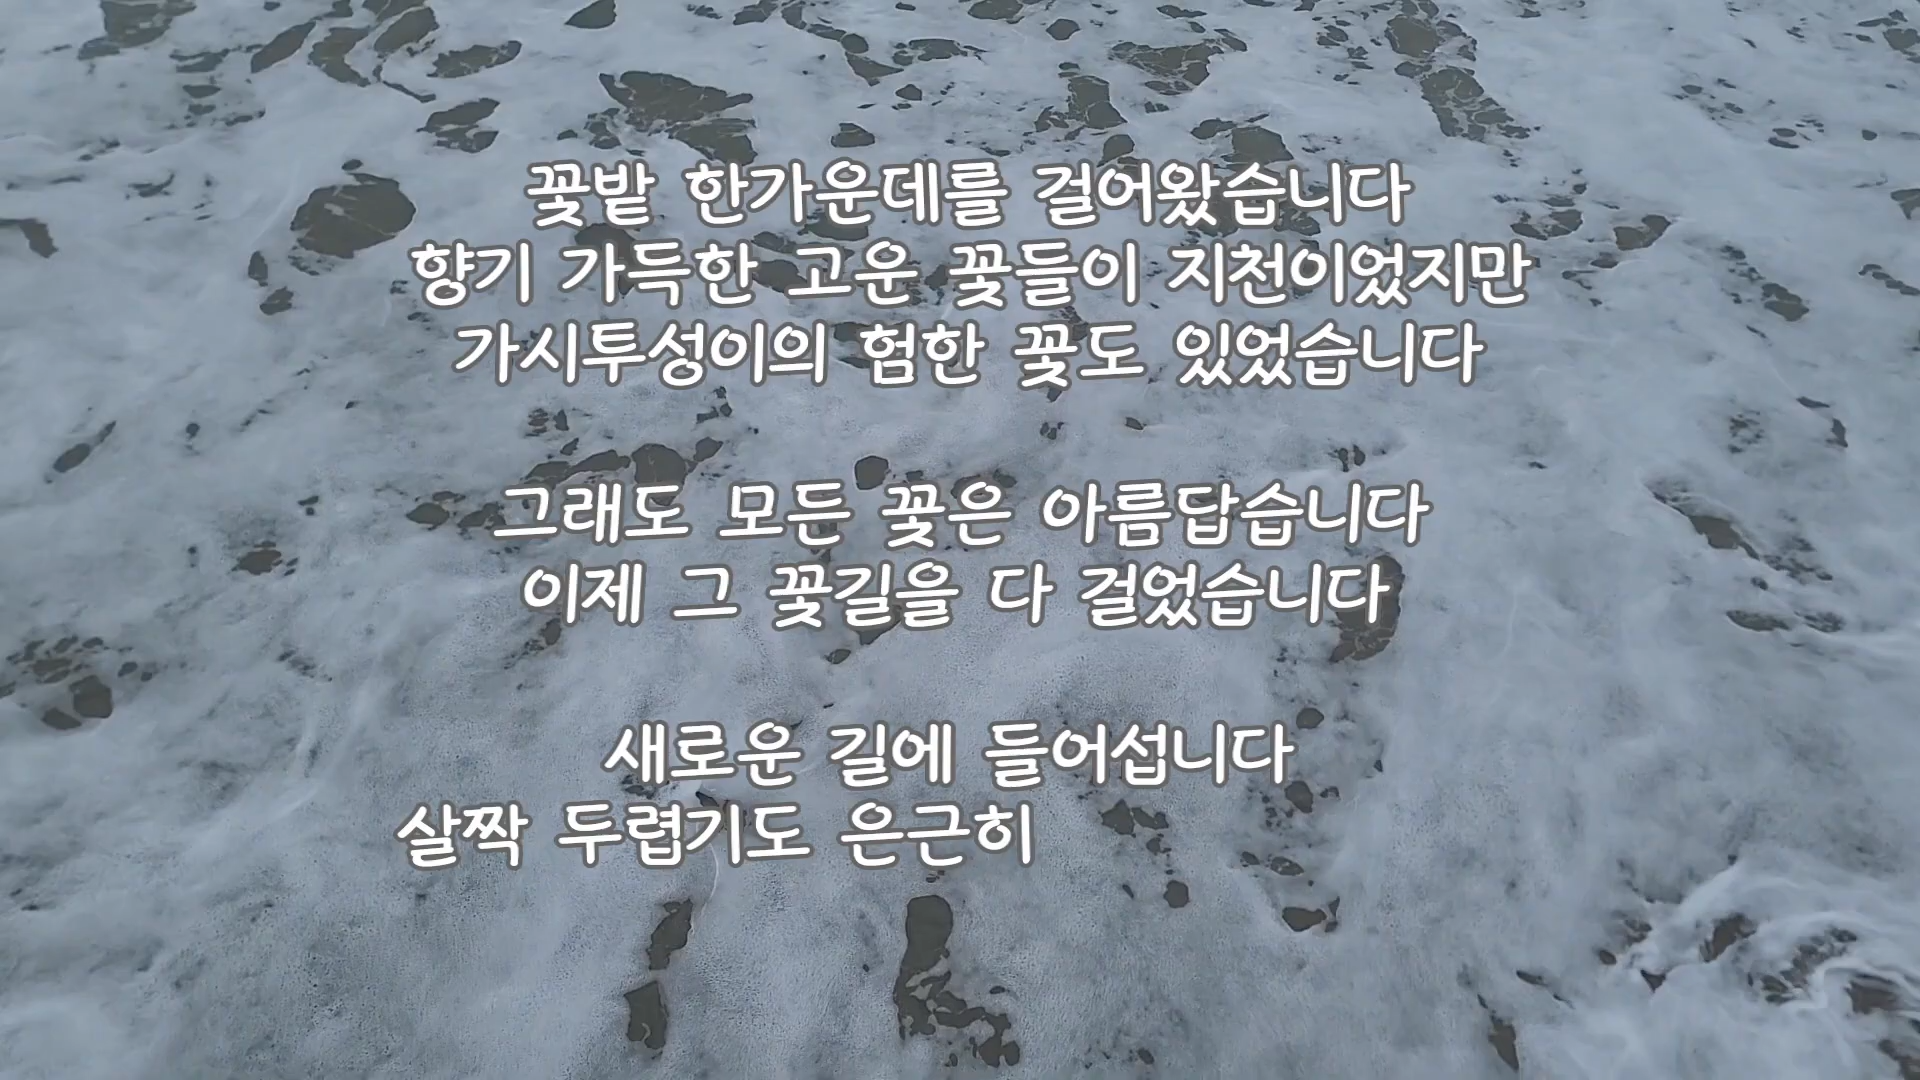 꽃밭 한가운데를 걸어왔습니다
향기 가득한 고운 꽃들이 지천이었지만
가시투성이의 험한 꽃도 있었습니다
그래도 모든 꽃은 아름답습니다
이제 그 꽃길을 다 걸었습니다
새로운 길에 들어섭니다
살짝 두렵기도 은근히